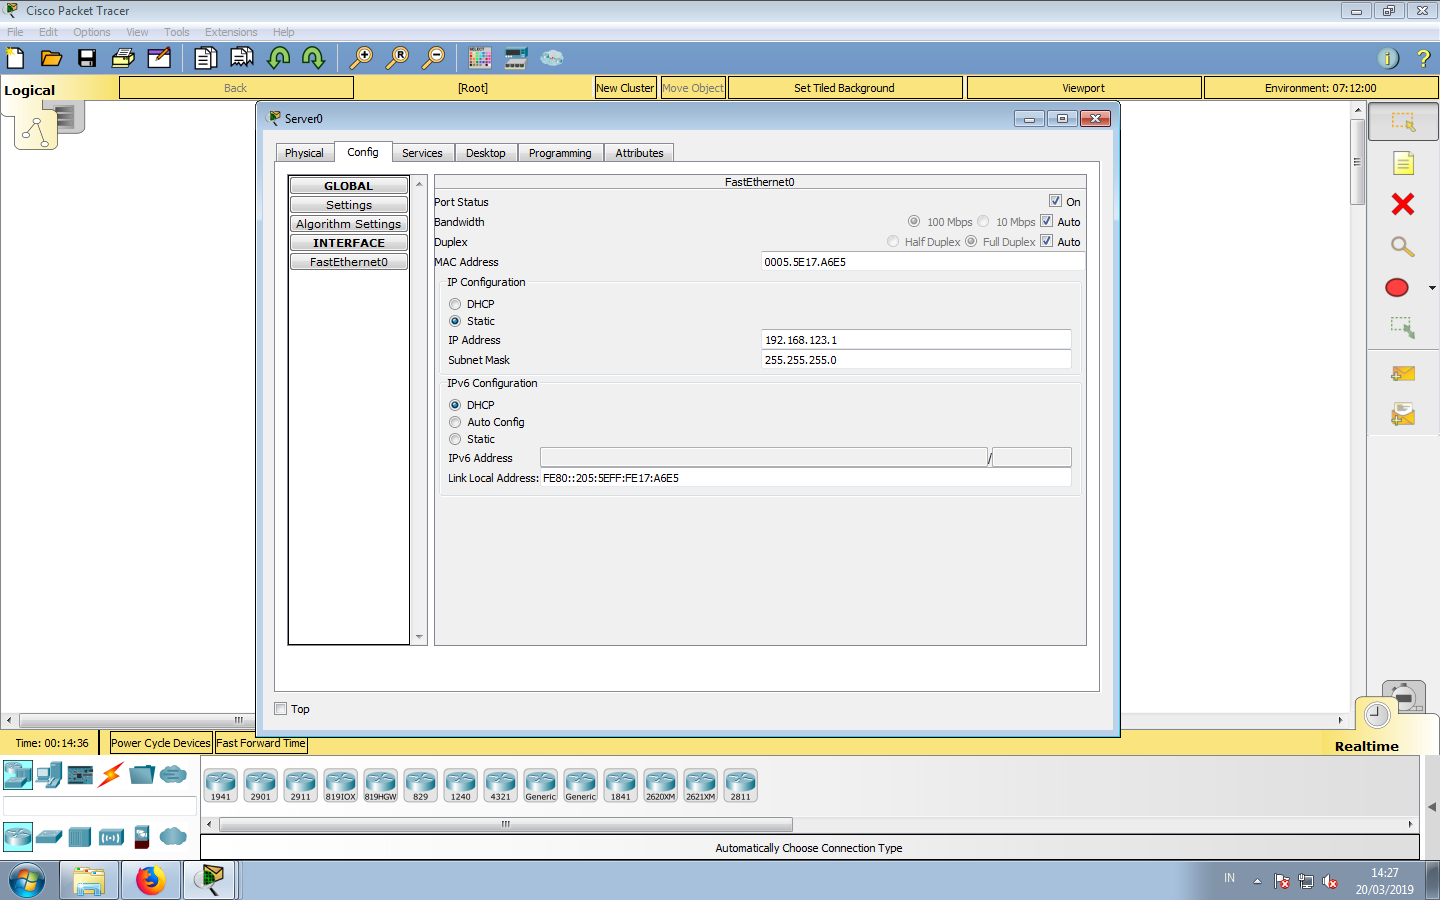 Cisco Packet Tracer
File Edit Options View Tools Extensions Help
Logical
Back
[Root]
New Cluster
Move Object
Set Tiled Background
Viewport
Environment: 07:12:00
Server0
Physical Config Services Desktop Programming Attributes
GLOBAL
Settings
Algorithm Settings
INTERFACE
FastEthernet0
FastEthernet0
Port Status On
Bandwidth 100 Mbps 10 Mbps Auto
Duplex Half Duplex Full Duplex Auto
MAC Address 0005.5E17.A6E5
IP Configuration
DHCP
Static
IP Address 192.168.123.1
Subnet Mask 255.255.255.0
IPv6 Configuration
DHCP
Auto Config
Static
IPv6 Address /
Link Local Address: FE80::205:5EFF:FE17:A6E5
Top
Time: 00:14:36 Power Cycle Devices Fast Forward Time
Realtime
1941 2901 2911 819IOX 819HGW 829 1240 4321 Generic Generic 1841 2620XM 2621XM 2811
Automatically Choose Connection Type
IN
14:27
20/03/2019